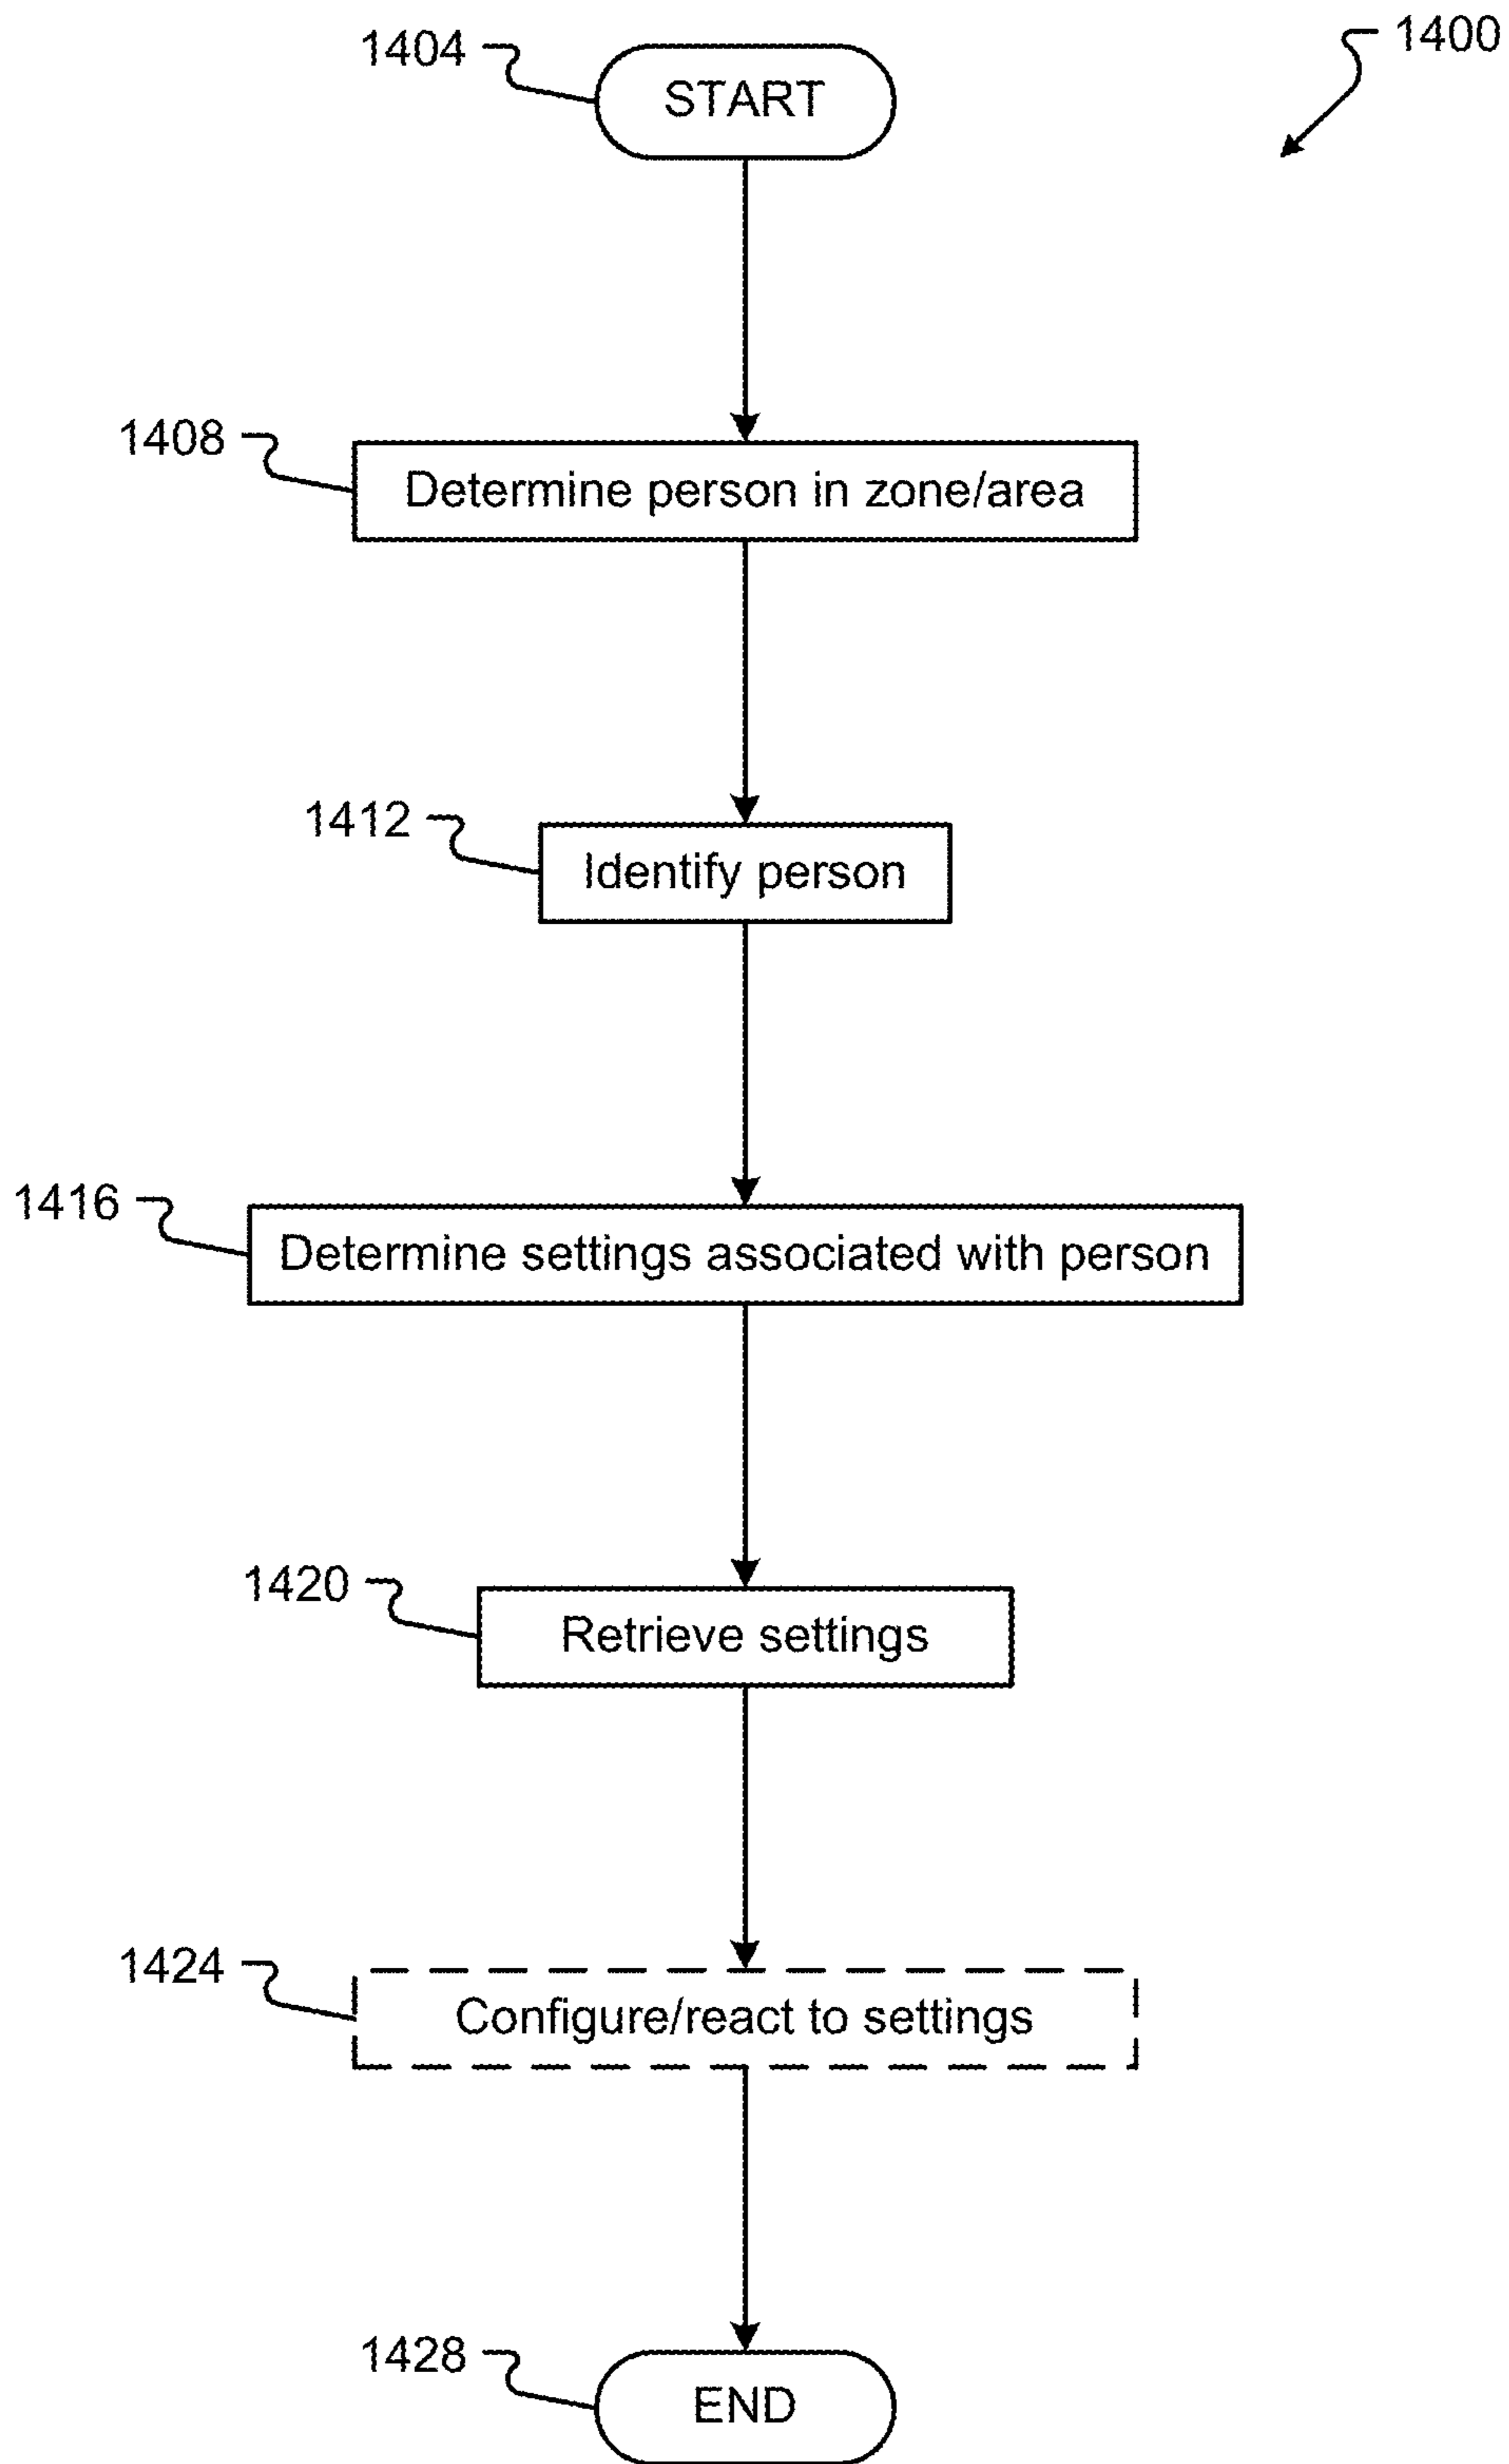 1400
1404
START
1408
Determine person in zone/area
1412
Identify person
1416
Determine settings associated with person
1420
Retrieve settings
1424
Configure/react to settings
1428
END